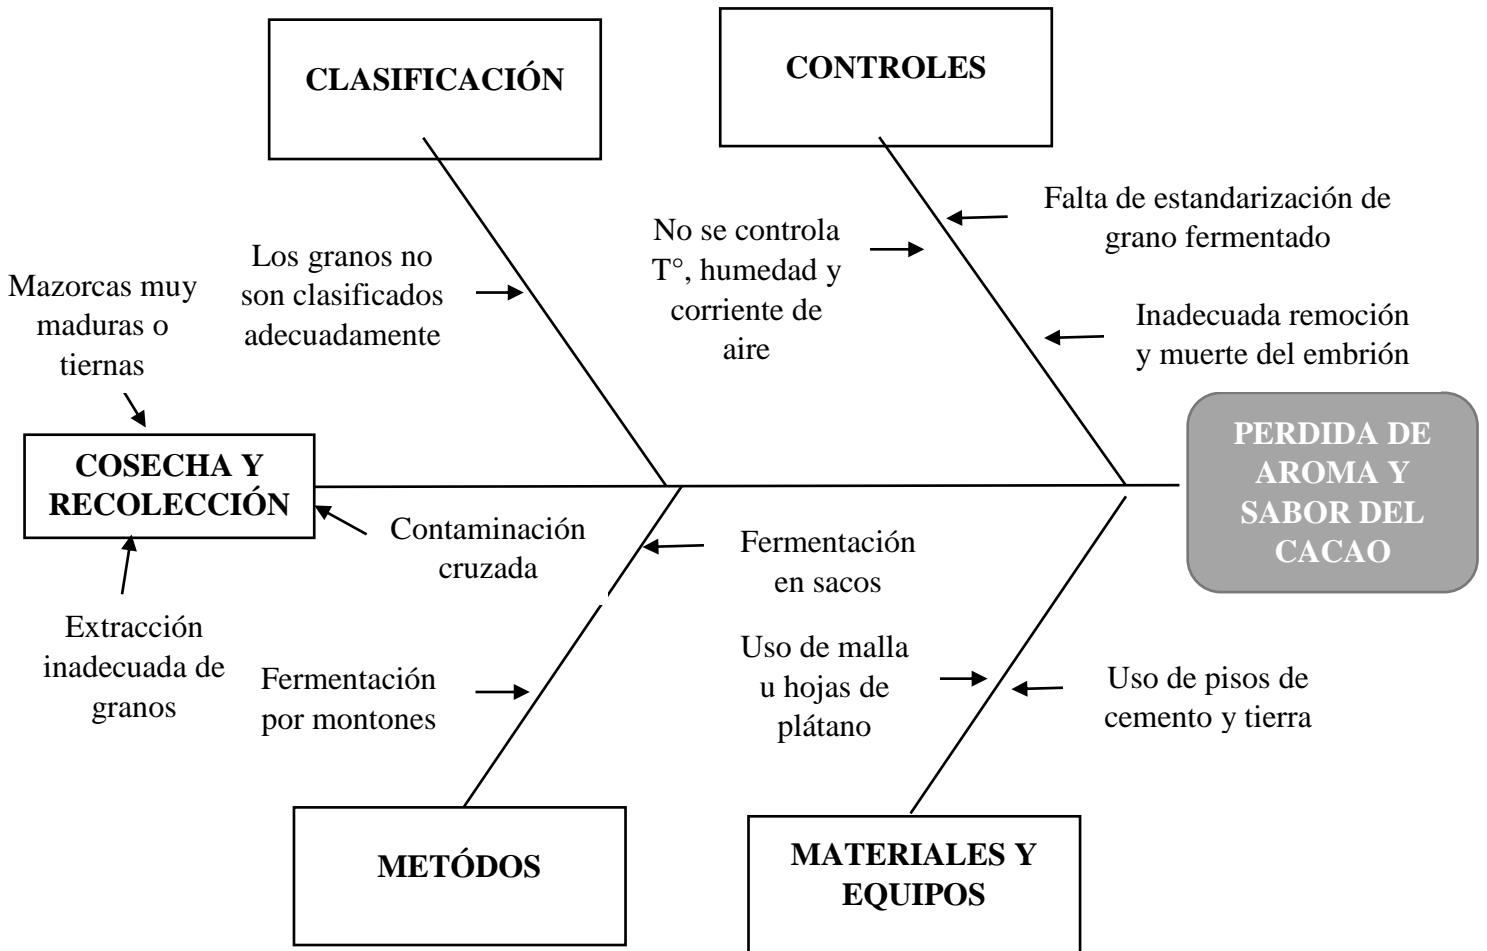 CLASIFICACIÓN
CONTROLES
Mazorcas muy
maduras o
tiernas
Los granos no
son clasificados
adecuadamente
No se controla
T°, humedad y
corriente de
aire
Falta de estandarización de
grano fermentado
Inadecuada remoción
y muerte del embrión
COSECHA Y
RECOLECCIÓN
PERDIDA DE
AROMA Y
SABOR DEL
CACAO
Contaminación
cruzada
Extracción
inadecuada de
granos
Fermentación
por montones
Fermentación
en sacos
Uso de malla
u hojas de
plátano
Uso de pisos de
cemento y tierra
METÓDOS
MATERIALES Y
EQUIPOS